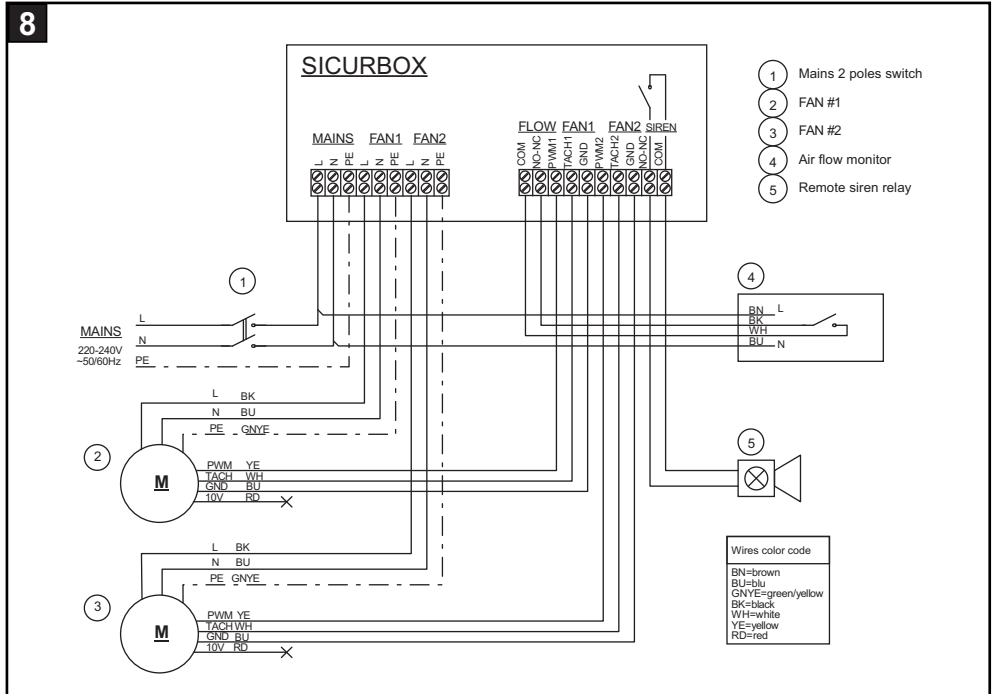 8
SICURBOX
MAINS FAN1 FAN2
L N PE L N PE L N PE
FLOW FAN1 FAN2 SIREN
COM NO-NC PWM1 TACH1 GND PWM2 TACH2 GND NO-NC COM
1 Mains 2 poles switch
2 FAN #1
3 FAN #2
4 Air flow monitor
5 Remote siren relay
1
MAINS
220-240V
~50/60Hz
L
N
PE
4
BN L
BK
WH
BU N
2
M
L BK
N BU
PE GNYE
PWM YE
TACH WH
GND BU
10V RD
5
3
M
L BK
N BU
PE GNYE
PWM YE
TACH WH
GND BU
10V RD
Wires color code
BN=brown
BU=blu
GNYE=green/yellow
BK=black
WH=white
YE=yellow
RD=red